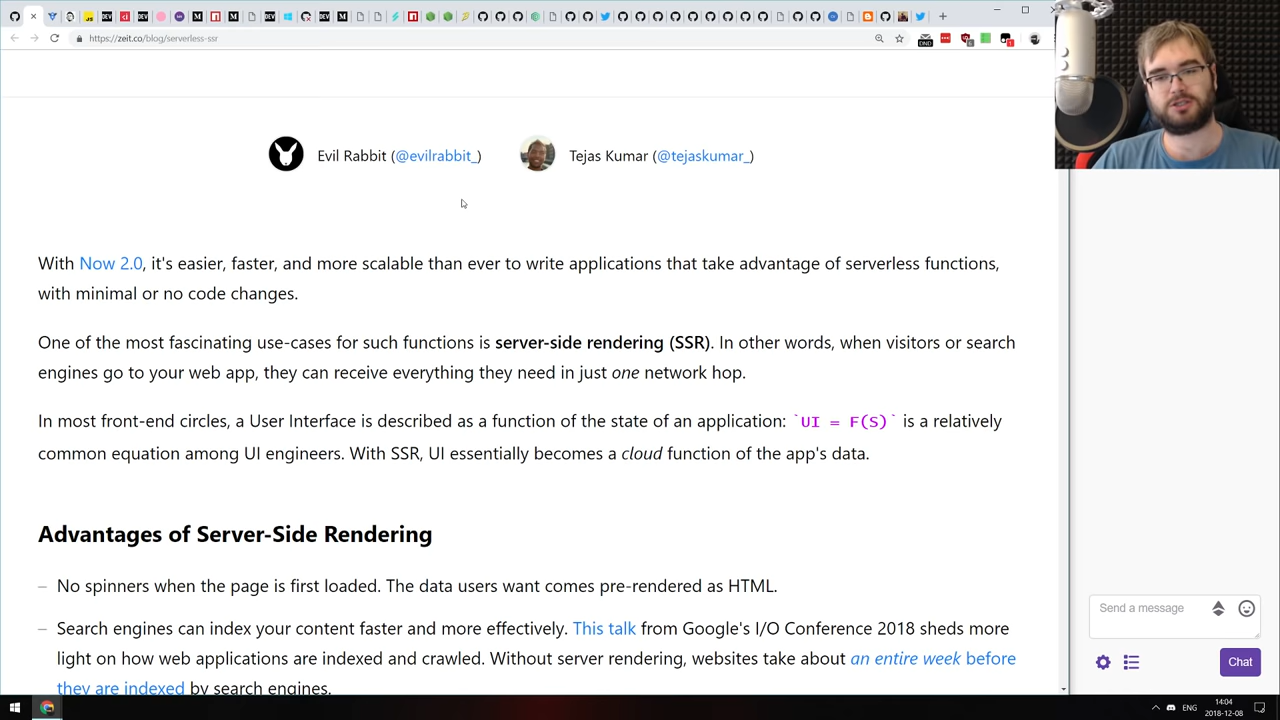 https://zeit.co/blog/serverless-ssr
DND
Evil Rabbit (@evilrabbit_)
Tejas Kumar (@tejaskumar_)
With Now 2.0, it's easier, faster, and more scalable than ever to write applications that take advantage of serverless functions,
with minimal or no code changes.
One of the most fascinating use-cases for such functions is server-side rendering (SSR). In other words, when visitors or search
engines go to your web app, they can receive everything they need in just one network hop.
In most front-end circles, a User Interface is described as a function of the state of an application: `UI = F(S)` is a relatively
common equation among UI engineers. With SSR, UI essentially becomes a cloud function of the app's data.
Advantages of Server-Side Rendering
– No spinners when the page is first loaded. The data users want comes pre-rendered as HTML.
– Search engines can index your content faster and more effectively. This talk from Google's I/O Conference 2018 sheds more
light on how web applications are indexed and crawled. Without server rendering, websites take about an entire week before
they are indexed by search engines.
Send a message
Chat
ENG
14:04
2018-12-08